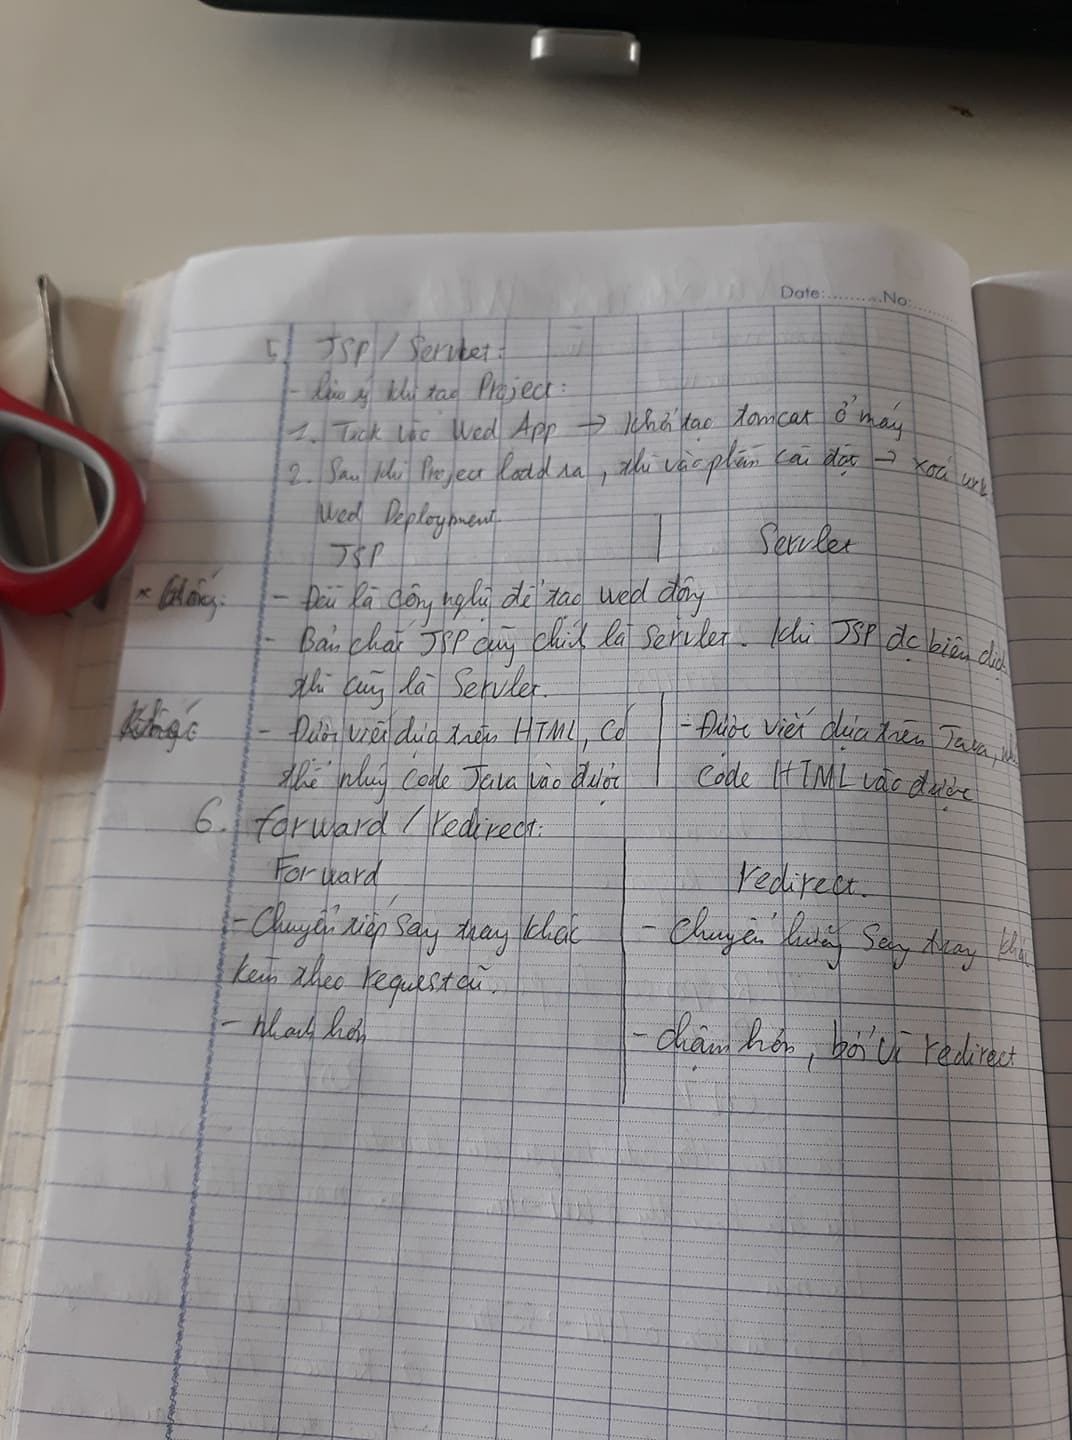 Date:.........No:........
5. JSP / Servlet:
- Lưu ý khi tạo Project:
1. Tick vào Wed App → khởi tạo tomcat ở máy
2. Sau khi Project load ra, thì vào phần cài đặt → xoá
Wed Deployment.
JSP | Servlet
* Giống: - Đều là công nghệ để tạo wed động
- Bản chất JSP cũng chính là Servlet. Khi JSP đc biên dịch
thì cũng là Servlet.
Khác - Được viết dựa trên HTML, có | - Được viết dựa trên Java,
thể nhúng code Java vào được | code HTML vào được
6. forward / redirect:
Forward | redirect.
- Chuyển tiếp sang trang khác | - Chuyển hướng sang trang khác
kèm theo request cũ.
- Nhanh hơn | - chậm hơn, bởi vì redirect